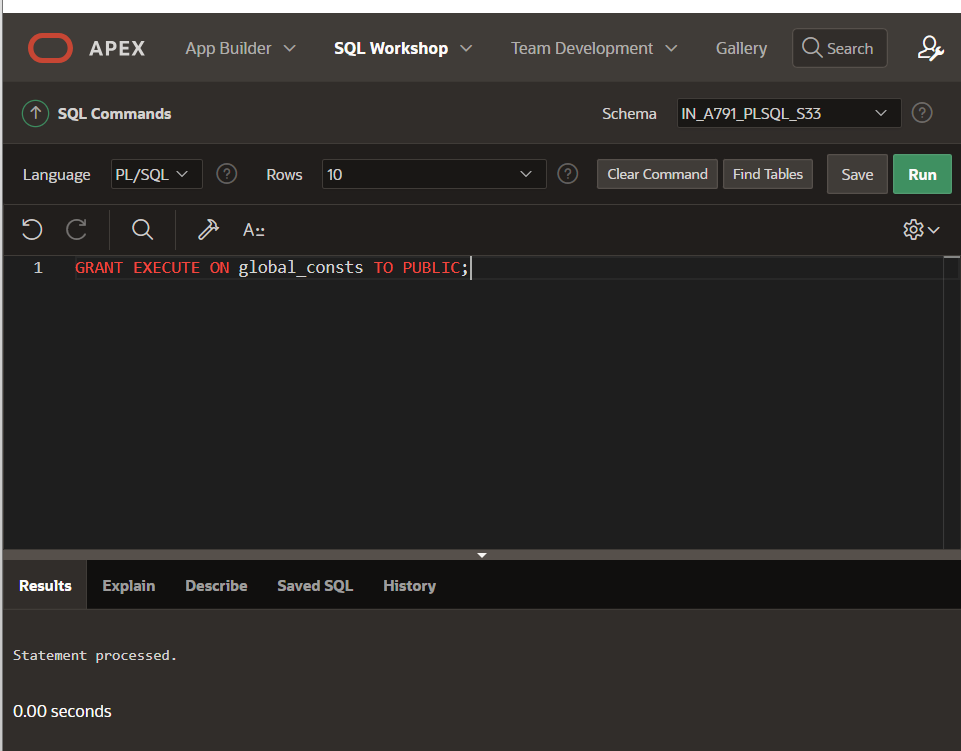 APEX App Builder SQL Workshop Team Development Gallery Search
SQL Commands Schema IN_A791_PLSQL_S33 ?
Language PL/SQL ? Rows 10 ? Clear Command Find Tables Save Run
A::
1 GRANT EXECUTE ON global_consts TO PUBLIC;
Results Explain Describe Saved SQL History
Statement processed.
0.00 seconds